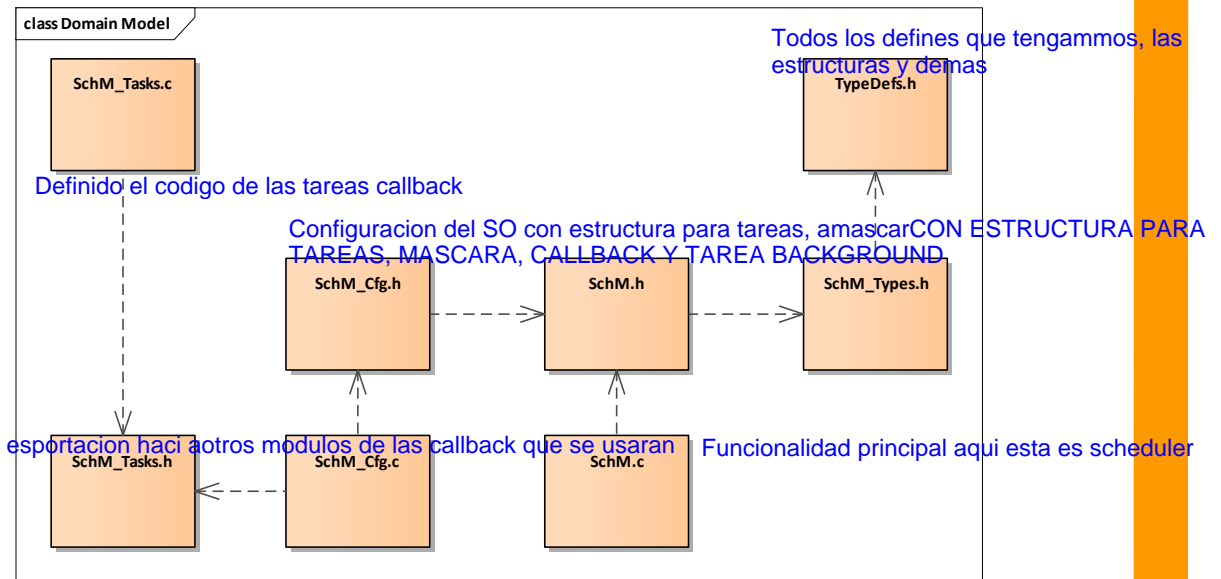 class Domain Model
Todos los defines que tengammos, las
estructuras y demas
SchM_Tasks.c
TypeDefs.h
Definido el codigo de las tareas callback
Configuracion del SO con estructura para tareas, amascarCON ESTRUCTURA PARA
TAREAS, MASCARA, CALLBACK Y TAREA BACKGROUND
SchM_Cfg.h
SchM.h
SchM_Types.h
esportacion haci aotros modulos de las callback que se usaran
Funcionalidad principal aqui esta es scheduler
SchM_Tasks.h
SchM_Cfg.c
SchM.c